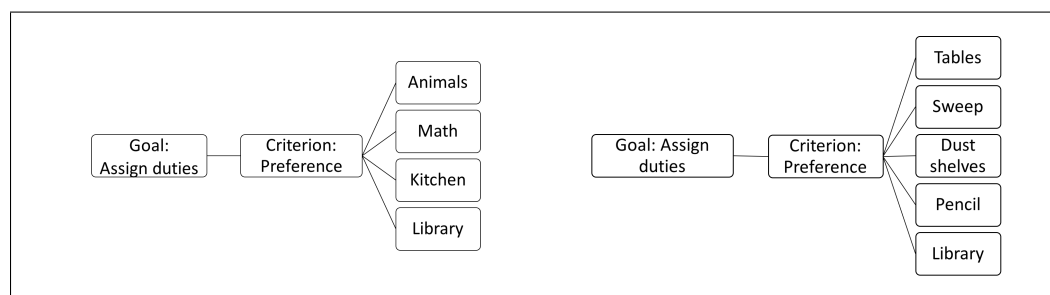 Goal:
Assign duties
Criterion:
Preference
Animals
Math
Kitchen
Library
Goal: Assign
duties
Criterion:
Preference
Tables
Sweep
Dust
shelves
Pencil
Library